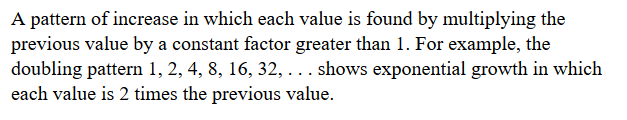 A pattern of increase in which each value is found by multiplying the
previous value by a constant factor greater than 1. For example, the
doubling pattern 1, 2, 4, 8, 16, 32, . . . shows exponential growth in which
each value is 2 times the previous value.